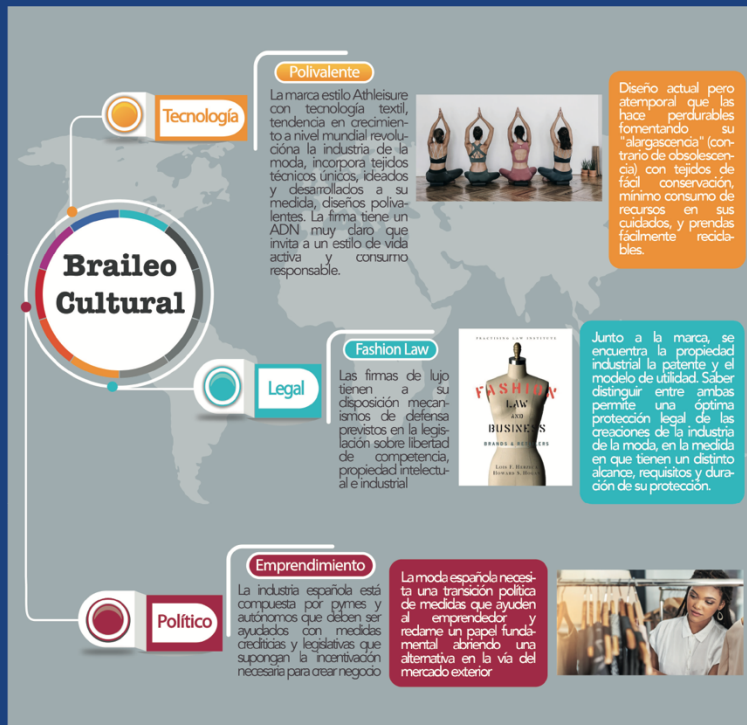 Braileo
Cultural
Tecnología
Polivalente
La marca estilo Athleisure
con tecnología textil,
tendencia en crecimien-
to a nivel mundial revolu-
cióna la industria de la
moda, incorpora tejidos
técnicos únicos, ideados
y desarrollados a su
medida, diseños poliva-
lentes. La firma tiene un
ADN muy claro que
invita a un estilo de vida
activa y consumo
responsable.
Diseño actual pero
atemporal que las
hace perdurables
fomentando su
"alargascencia" (con-
trario de obsolescen-
cia) con tejidos de
fácil conservación,
mínimo consumo de
recursos en sus
cuidados, y prendas
fácilmente recicla-
bles.
Legal
Fashion Law
Las firmas de lujo
tienen a su
disposición mecan-
ismos de defensa
previstos en la legis-
lación sobre libertad
de competencia,
propiedad intelectu-
al e industrial
PRACTISING LAW INSTITUTE
FASHION
LAW
AND
BUSINESS
BRANDS & RETAILERS
Junto a la marca, se
encuentra la propiedad
industrial la patente y el
modelo de utilidad. Saber
distinguir entre ambas
permite una óptima
protección legal de las
creaciones de la industria
de la moda, en la medida
en que tienen un distinto
alcance, requisitos y dura-
ción de su protección.
Político
Emprendimiento
La industria española está
compuesta por pymes y
autónomos que deben ser
ayudados con medidas
crediticias y legislativas que
supongan la incentivación
necesaria para crear negocio
La moda española necesi-
ta una transición política
de medidas que ayuden
al emprendedor y
reclame un papel funda-
mental abriendo una
alternativa en la vía del
mercado exterior